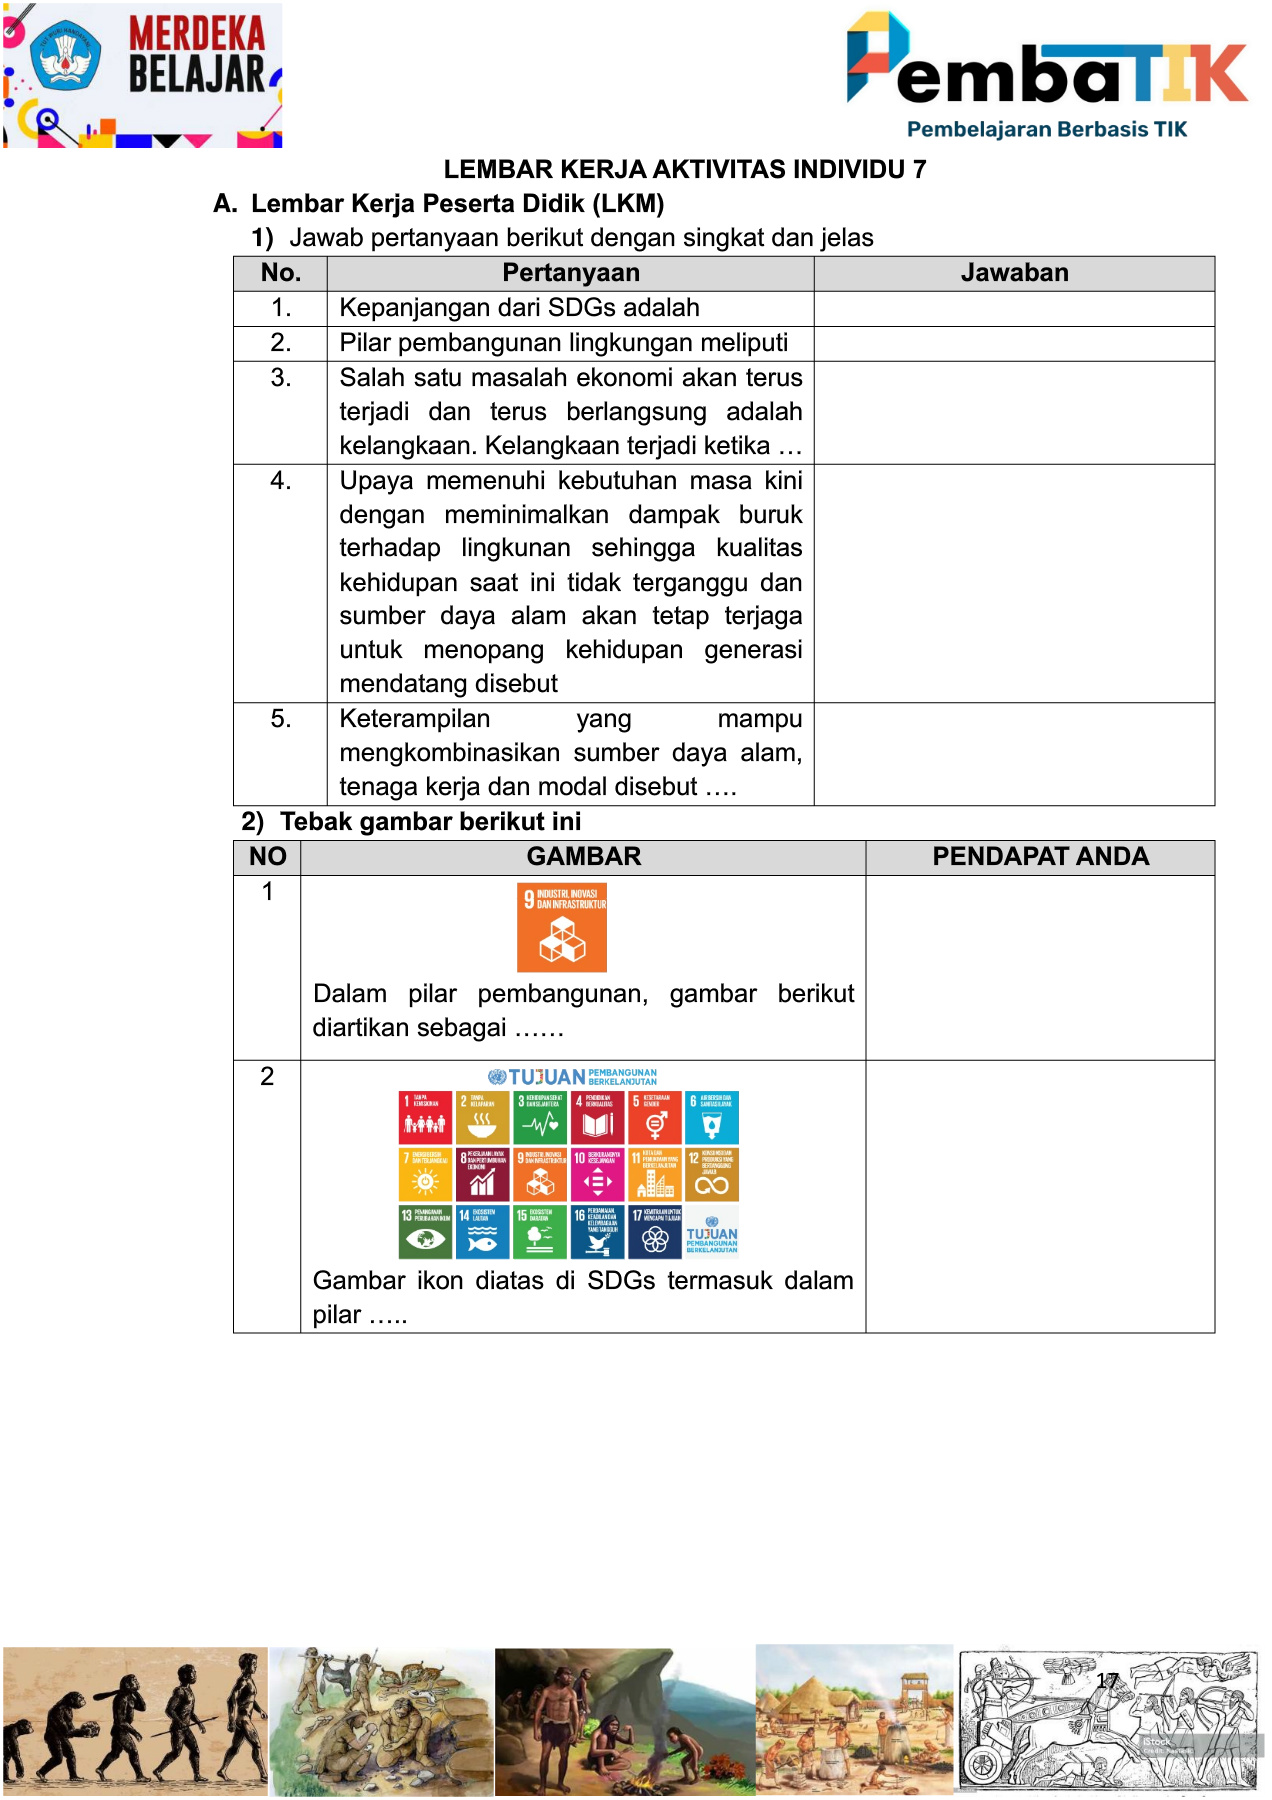 MERDEKA
BELAJAR
PembaTIK
Pembelajaran Berbasis TIK
LEMBAR KERJA AKTIVITAS INDIVIDU 7
A. Lembar Kerja Peserta Didik (LKM)
1) Jawab pertanyaan berikut dengan singkat dan jelas
No. Pertanyaan Jawaban
1. Kepanjangan dari SDGs adalah
2. Pilar pembangunan lingkungan meliputi
3. Salah satu masalah ekonomi akan terus
terjadi dan terus berlangsung adalah
kelangkaan. Kelangkaan terjadi ketika …
4. Upaya memenuhi kebutuhan masa kini
dengan meminimalkan dampak buruk
terhadap lingkunan sehingga kualitas
kehidupan saat ini tidak terganggu dan
sumber daya alam akan tetap terjaga
untuk menopang kehidupan generasi
mendatang disebut
5. Keterampilan yang mampu
mengkombinasikan sumber daya alam,
tenaga kerja dan modal disebut ….
2) Tebak gambar berikut ini
NO GAMBAR PENDAPAT ANDA
1
9 INDUSTRI, INOVASI
DAN INFRASTRUKTUR
Dalam pilar pembangunan, gambar berikut
diartikan sebagai ……
2
TUJUAN PEMBANGUNAN
BERKELANJUTAN
1 TANPA
KEMISKINAN
2 TANPA
KELAPARAN
3 KEHIDUPAN SEHAT
DAN SEJAHTERA
4 PENDIDIKAN
BERKUALITAS
5 KESETARAAN
GENDER
6 AIR BERSIH DAN
SANITASI LAYAK
7 ENERGI BERSIH
DAN TERJANGKAU
8 PEKERJAAN LAYAK
DAN PERTUMBUHAN
EKONOMI
9 INDUSTRI, INOVASI
DAN INFRASTRUKTUR
10 BERKURANGNYA
KESENJANGAN
11 KOTA DAN
PEMUKIMAN YANG
BERKELANJUTAN
12 KONSUMSI DAN
PRODUKSI YANG
BERTANGGUNG
JAWAB
13 PENANGANAN
PERUBAHAN IKLIM
14 EKOSISTEM
LAUTAN
15 EKOSISTEM
DARATAN
16 PERDAMAIAN,
KEADILAN DAN
KELEMBAGAAN
YANG TANGGUH
17 KEMITRAAN UNTUK
MENCAPAI TUJUAN
TUJUAN
PEMBANGUNAN
BERKELANJUTAN
Gambar ikon diatas di SDGs termasuk dalam
pilar …..
17
iStock